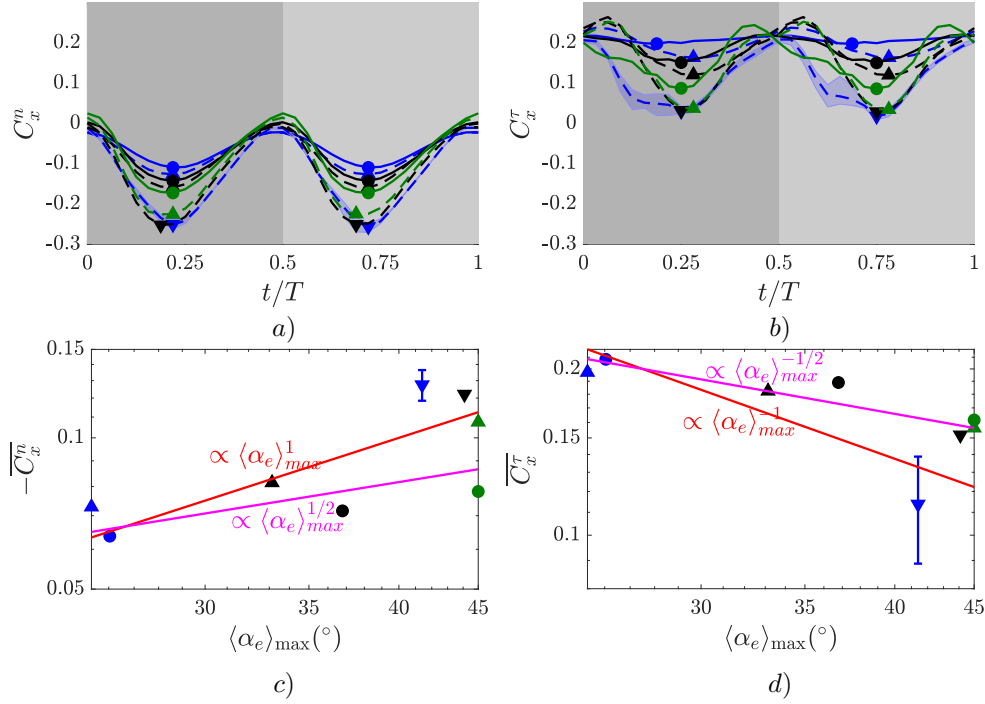 0.2
0.1
0
-0.1
-0.2
-0.3
C_x^n
0 0.25 0.5 0.75 1
t/T
a)
0.2
0.1
0
-0.1
-0.2
-0.3
C_x^τ
0 0.25 0.5 0.75 1
t/T
b)
0.15
0.1
0.05
−\overline{C_x^n}
∝ ⟨α_e⟩_{max}^1
∝ ⟨α_e⟩_{max}^{1/2}
30 35 40 45
⟨α_e⟩_{max}(°)
c)
0.2
0.15
0.1
\overline{C_x^τ}
∝ ⟨α_e⟩_{max}^{-1/2}
∝ ⟨α_e⟩_{max}^{-1}
30 35 40 45
⟨α_e⟩_{max}(°)
d)